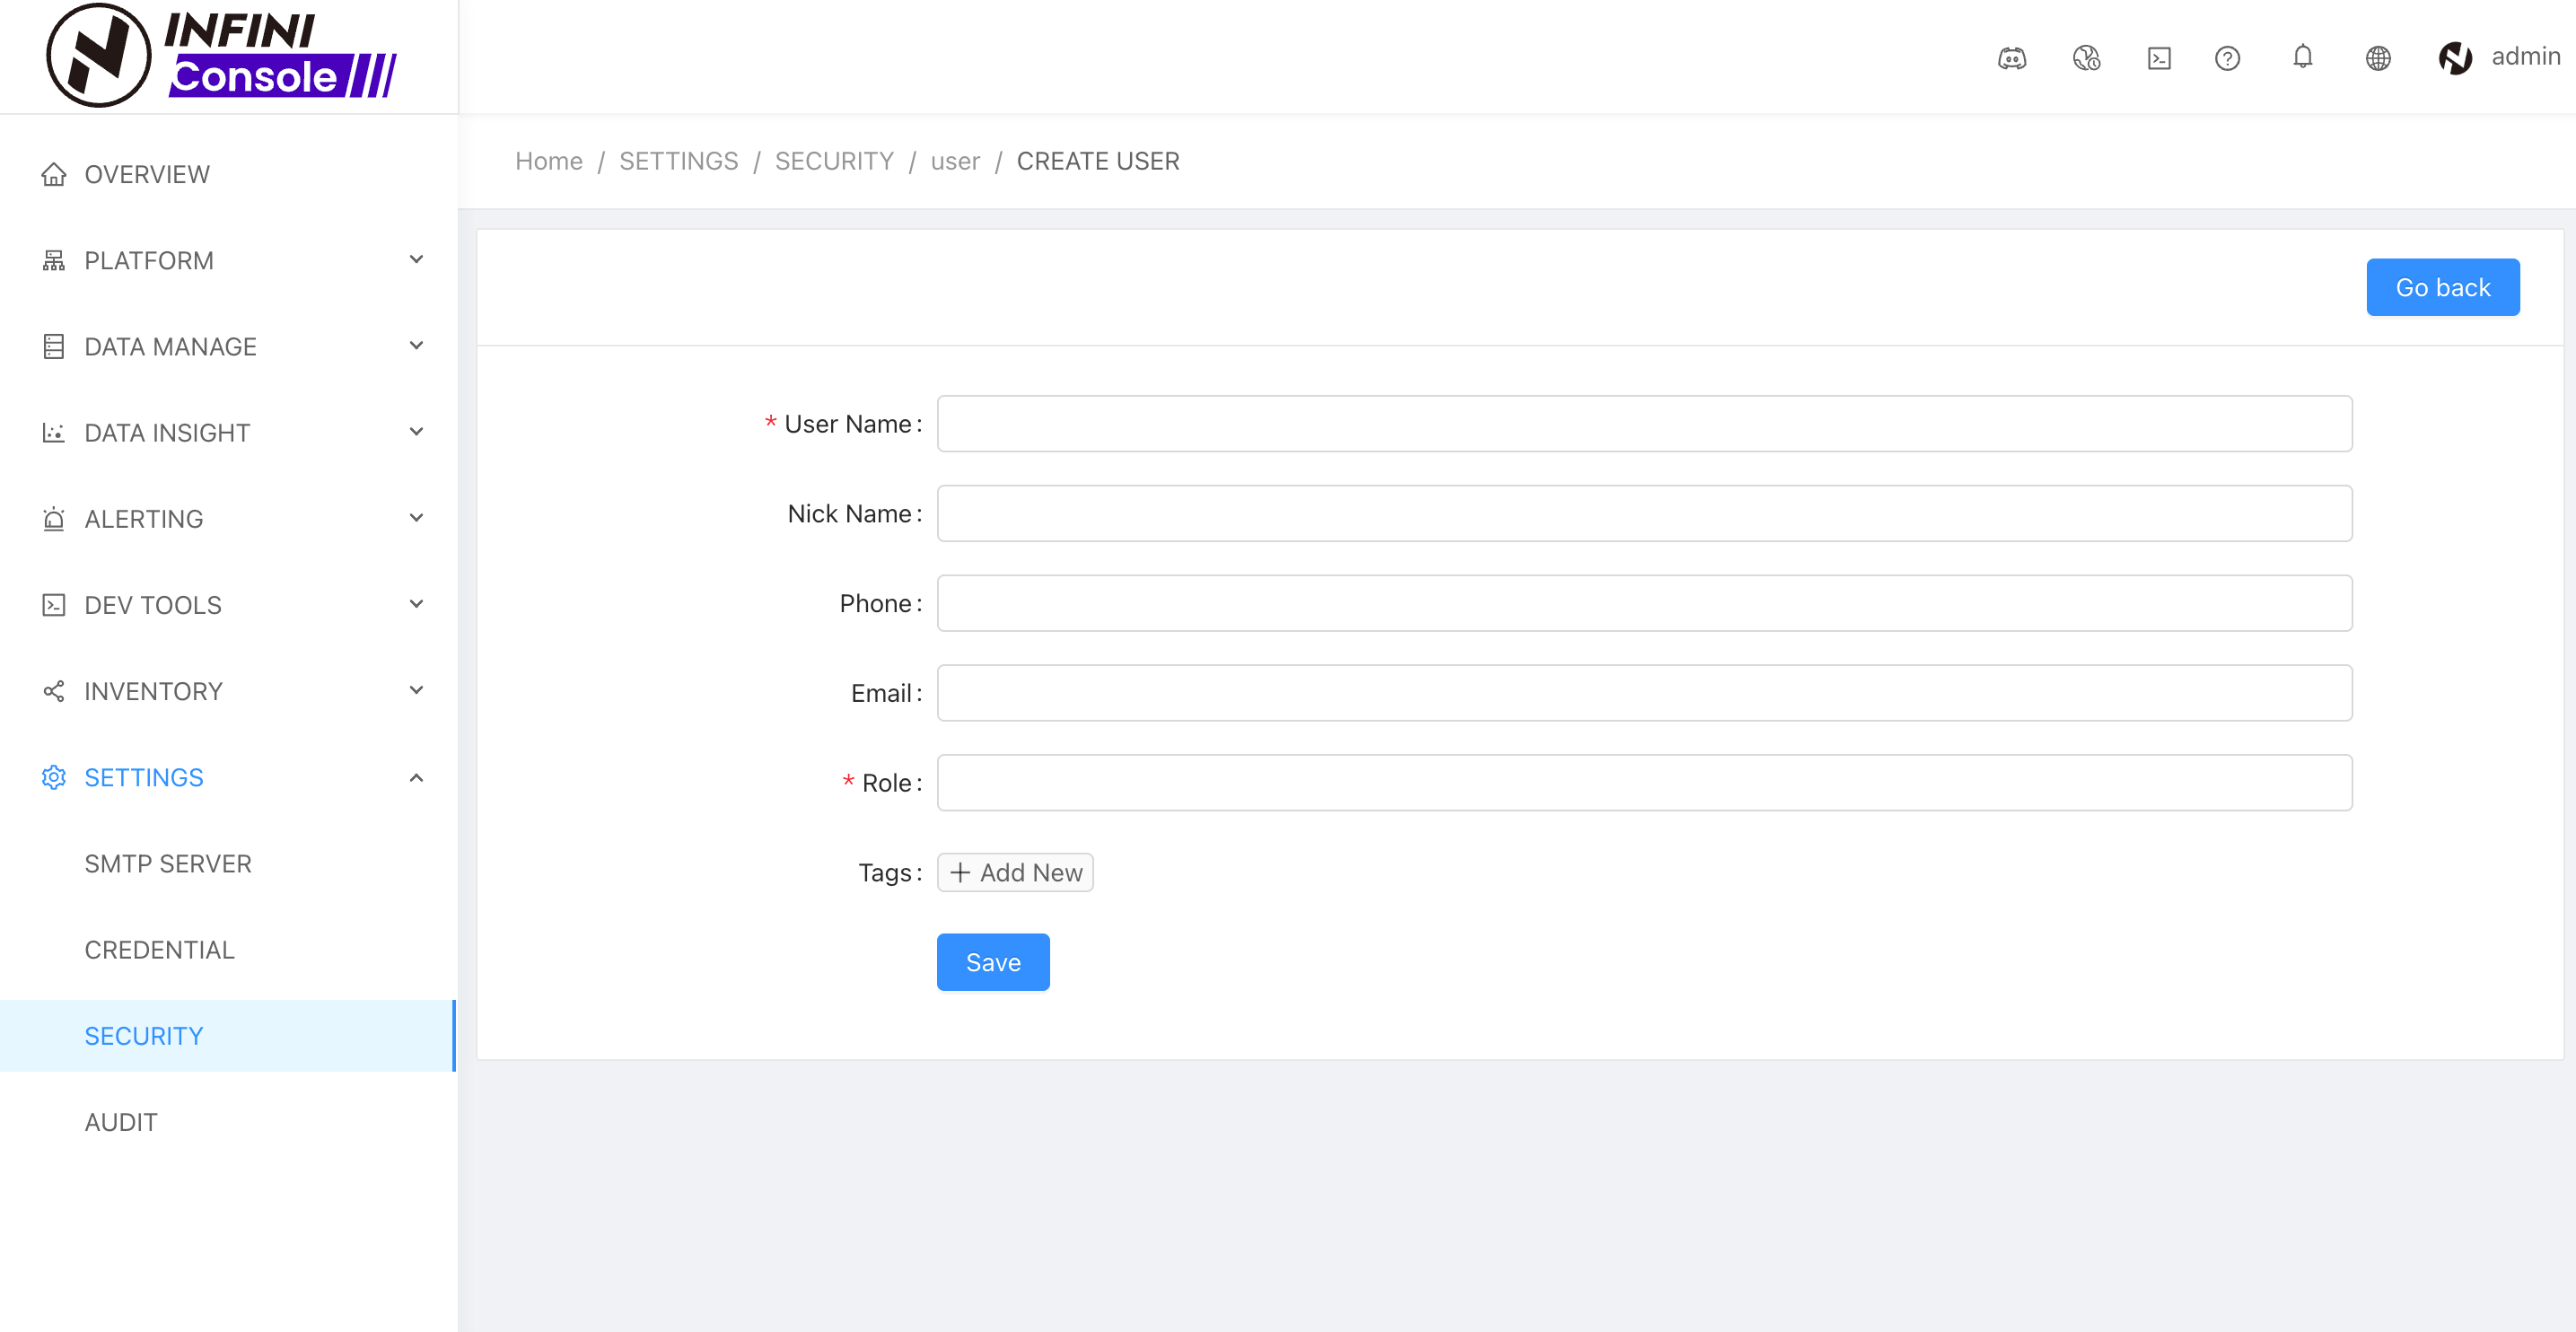 INFINI
Console
admin
Home / SETTINGS / SECURITY / user / CREATE USER
OVERVIEW
PLATFORM
DATA MANAGE
DATA INSIGHT
ALERTING
DEV TOOLS
INVENTORY
SETTINGS
SMTP SERVER
CREDENTIAL
SECURITY
AUDIT
Go back
* User Name :
Nick Name :
Phone :
Email :
* Role :
Tags : + Add New
Save